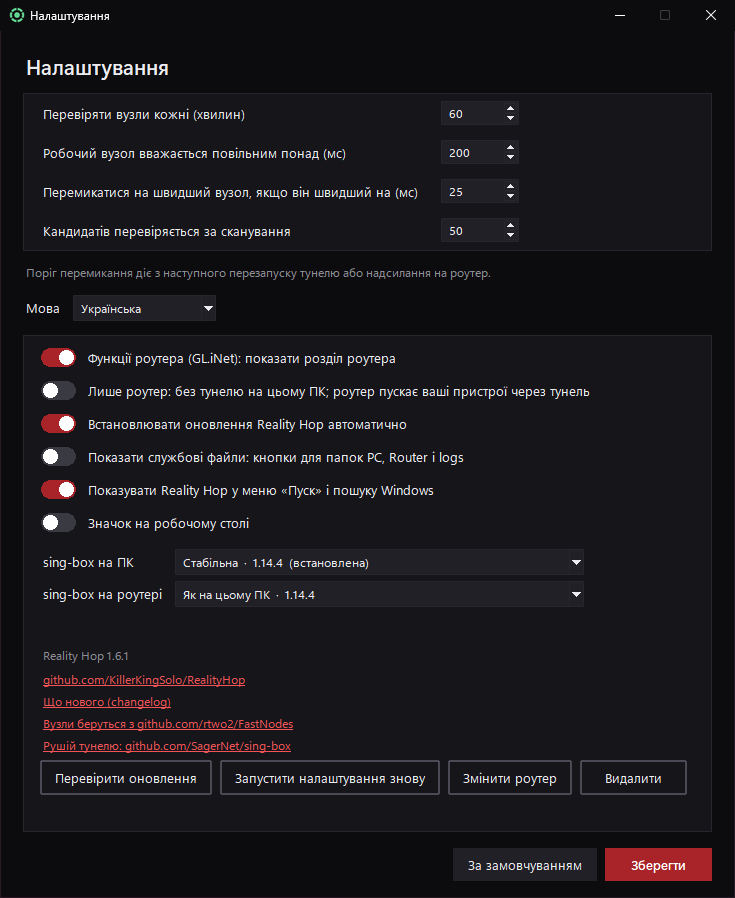 Налаштування
Налаштування
Перевіряти вузли кожні (хвилин) 60
Робочий вузол вважається повільним понад (мс) 200
Перемикатися на швидший вузол, якщо він швидший на (мс) 25
Кандидатів перевіряється за сканування 50
Поріг перемикання діє з наступного перезапуску тунелю або надсилання на роутер.
Мова Українська
Функції роутера (GL.iNet): показати розділ роутера
Лише роутер: без тунелю на цьому ПК; роутер пускає ваші пристрої через тунель
Встановлювати оновлення Reality Hop автоматично
Показати службові файли: кнопки для папок PC, Router і logs
Показувати Reality Hop у меню «Пуск» і пошуку Windows
Значок на робочому столі
sing-box на ПК Стабільна · 1.14.4 (встановлена)
sing-box на роутері Як на цьому ПК · 1.14.4
Reality Hop 1.6.1
github.com/KillerKingSolo/RealityHop
Що нового (changelog)
Вузли беруться з github.com/rtwo2/FastNodes
Рушій тунелю: github.com/SagerNet/sing-box
Перевірити оновлення Запустити налаштування знову Змінити роутер Видалити
За замовчуванням Зберегти